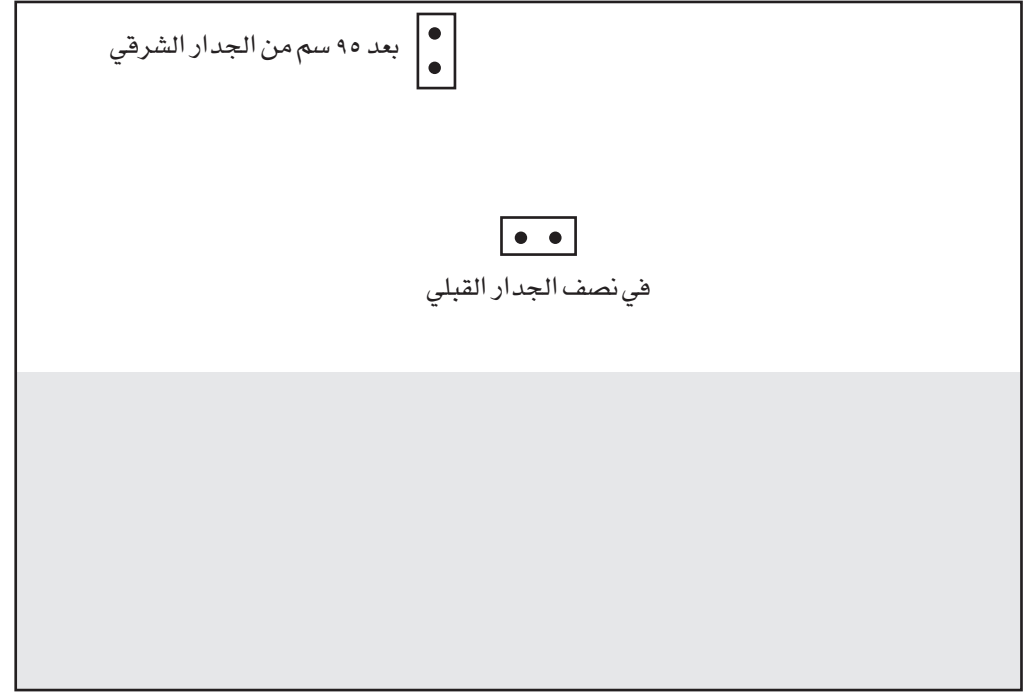 بعد ٩٥ سم من الجدار الشرقي
في نصف الجدار القبلي